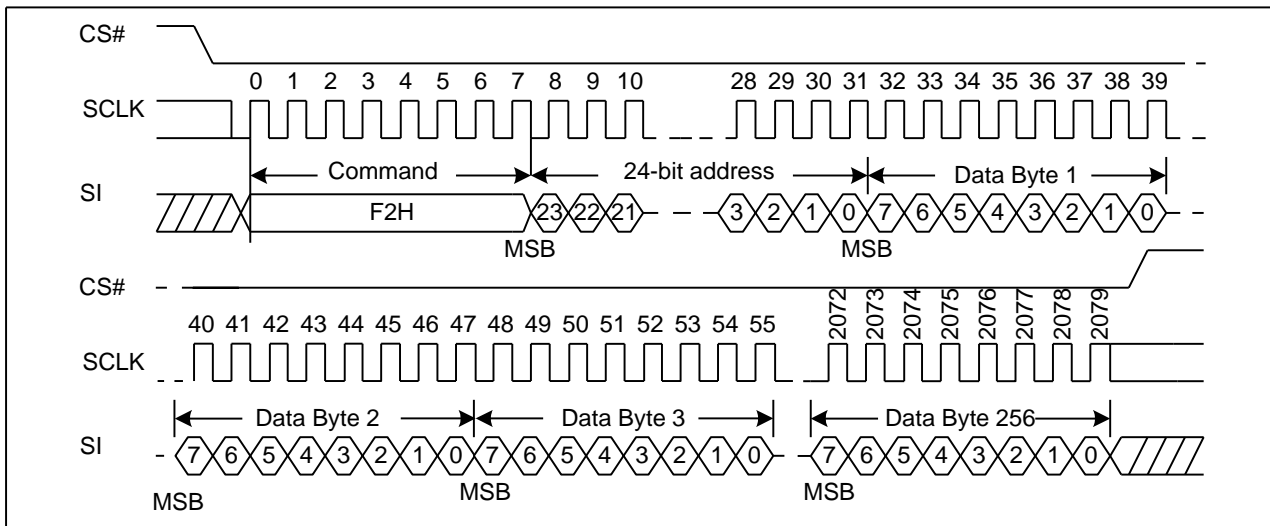 CS#
0 1 2 3 4 5 6 7 8 9 10 28 29 30 31 32 33 34 35 36 37 38 39
SCLK
Command 24-bit address Data Byte 1
SI
F2H 23 22 21 3 2 1 0 7 6 5 4 3 2 1 0
MSB MSB
CS#
40 41 42 43 44 45 46 47 48 49 50 51 52 53 54 55 2072 2073 2074 2075 2076 2077 2078 2079
SCLK
Data Byte 2 Data Byte 3 Data Byte 256
SI
7 6 5 4 3 2 1 0 7 6 5 4 3 2 1 0 7 6 5 4 3 2 1 0
MSB MSB MSB